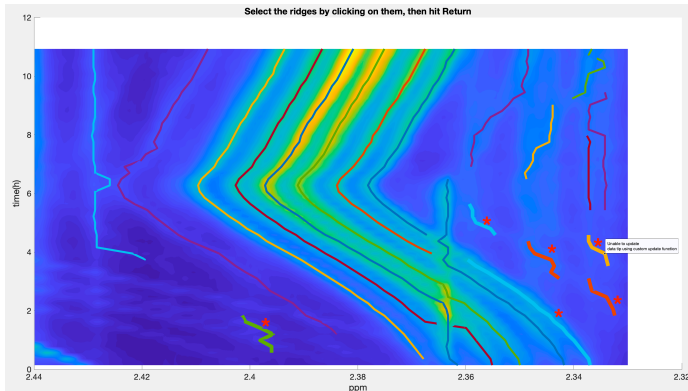 Select the ridges by clicking on them, then hit Return
12
10
8
6
4
2
0
time(h)
Unable to update
data tip using custom update function
2.44
2.42
2.4
2.38
2.36
2.34
2.32
ppm